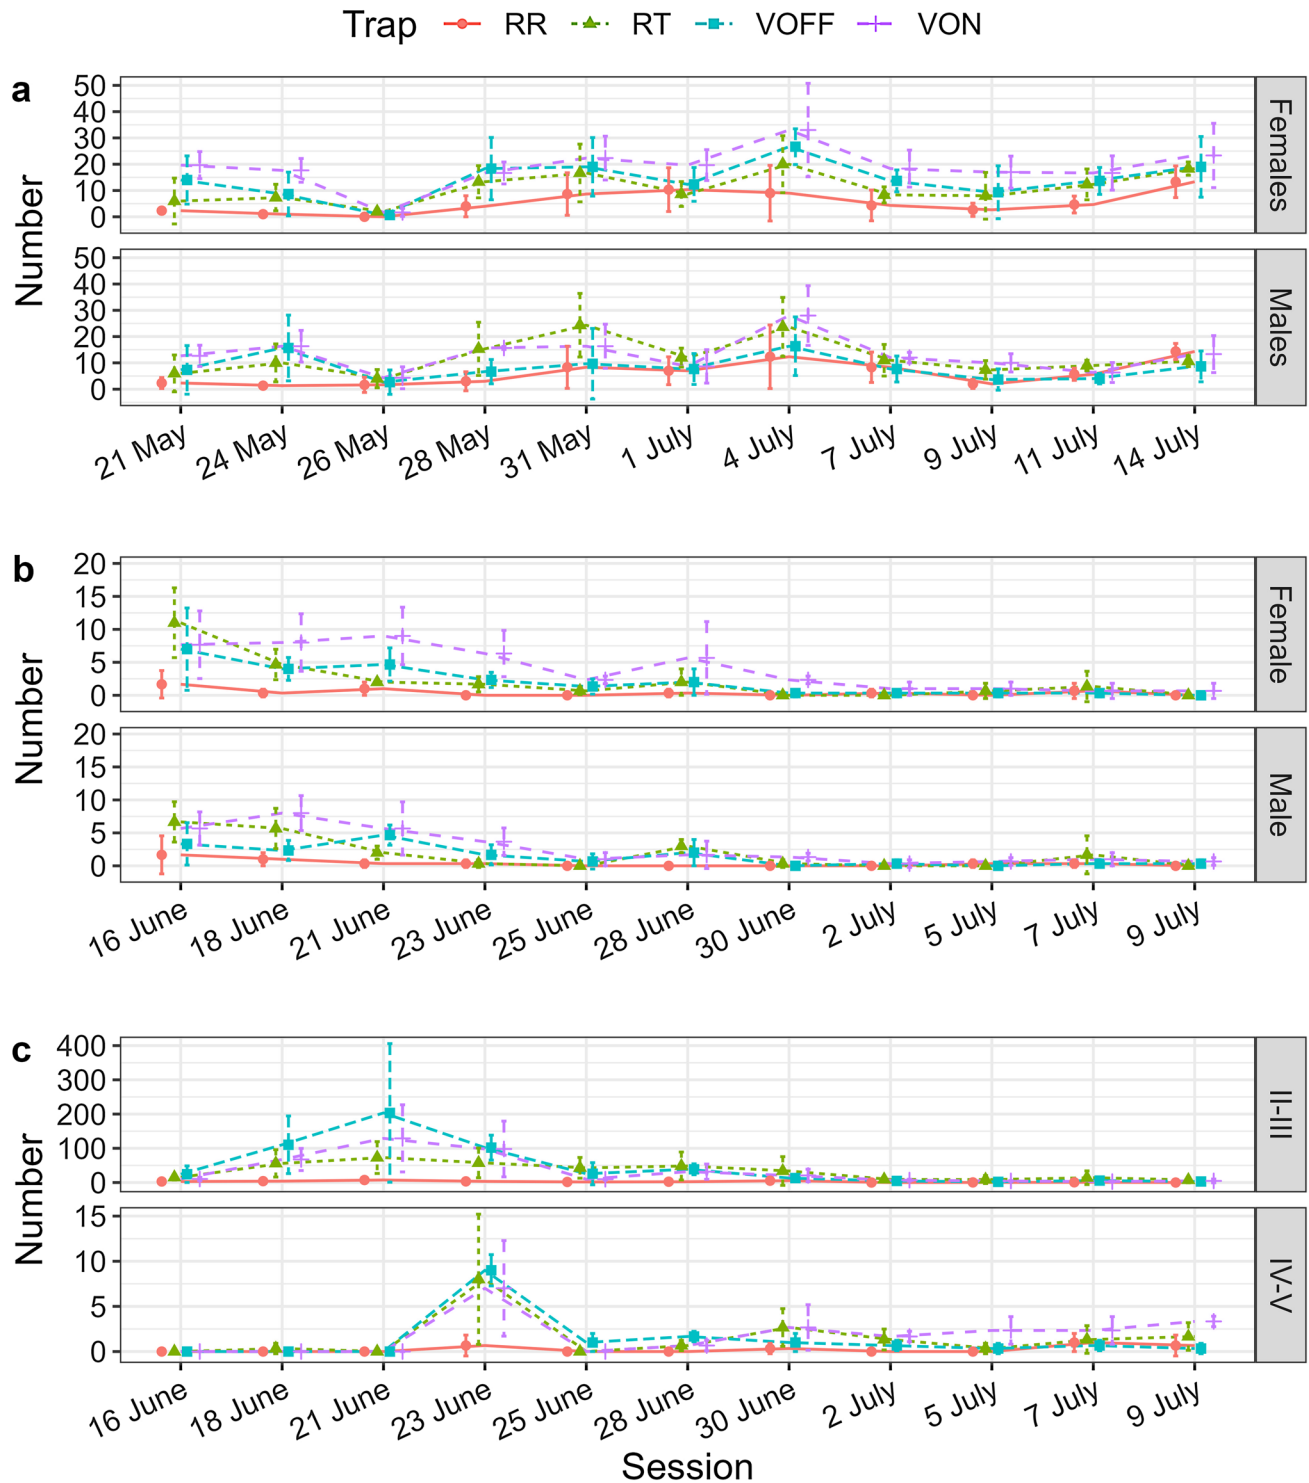 Trap RR RT VOFF VON
a
Number
50
40
30
20
10
0
Females
50
40
30
20
10
0
Males
21 May 24 May 26 May 28 May 31 May 1 July 4 July 7 July 9 July 11 July 14 July
b
Number
20
15
10
5
0
Female
20
15
10
5
0
Male
16 June 18 June 21 June 23 June 25 June 28 June 30 June 2 July 5 July 7 July 9 July
c
Number
400
300
200
100
0
II-III
15
10
5
0
IV-V
16 June 18 June 21 June 23 June 25 June 28 June 30 June 2 July 5 July 7 July 9 July
Session